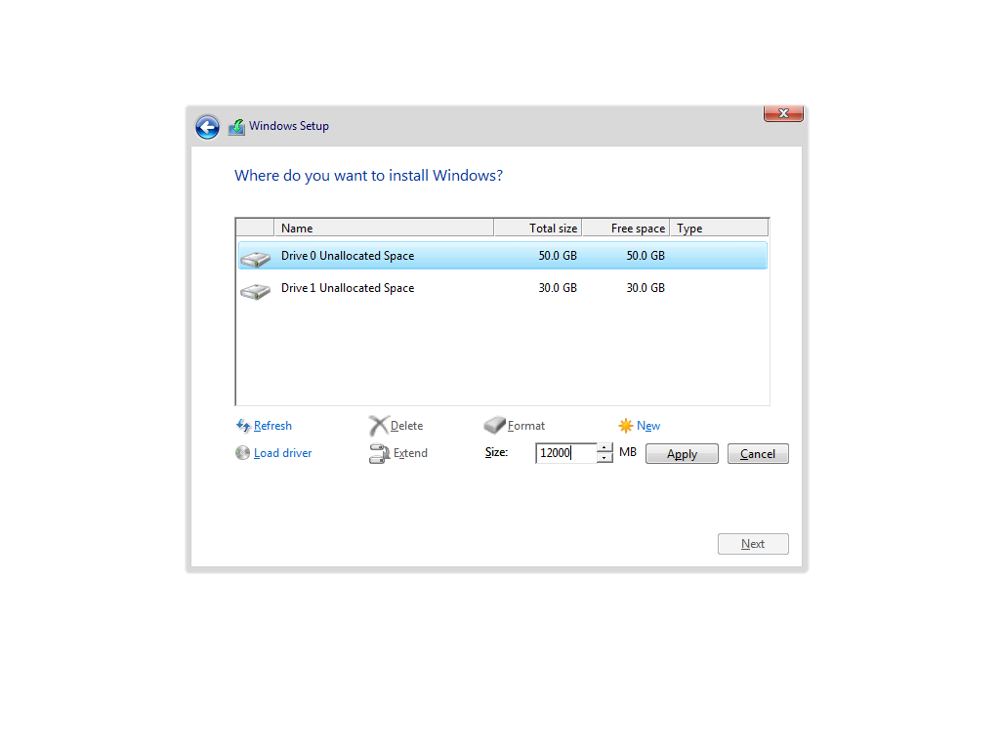 Windows Setup
Where do you want to install Windows?
Name Total size Free space Type
Drive 0 Unallocated Space 50.0 GB 50.0 GB
Drive 1 Unallocated Space 30.0 GB 30.0 GB
Refresh Delete Format New
Load driver Extend Size: 12000 MB Apply Cancel
Next